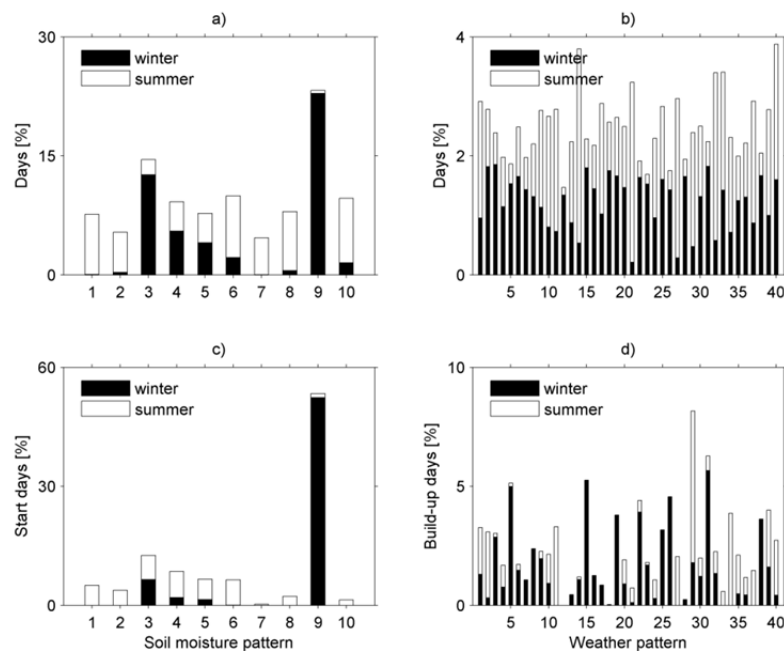 a)
30
15
0
Days [%]
winter
summer
1 2 3 4 5 6 7 8 9 10
b)
4
2
0
Days [%]
winter
summer
5 10 15 20 25 30 35 40
c)
60
30
0
Start days [%]
winter
summer
1 2 3 4 5 6 7 8 9 10
Soil moisture pattern
d)
10
5
0
Build-up days [%]
winter
summer
5 10 15 20 25 30 35 40
Weather pattern